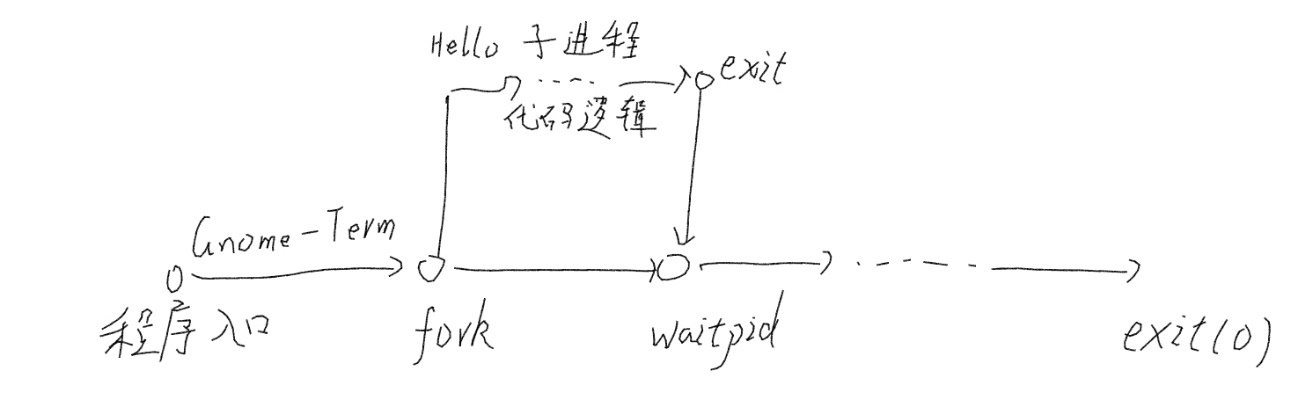 Hello 子进程
exit
代码逻辑
Gnome-Term
程序入口
fork
waitpid
exit(0)